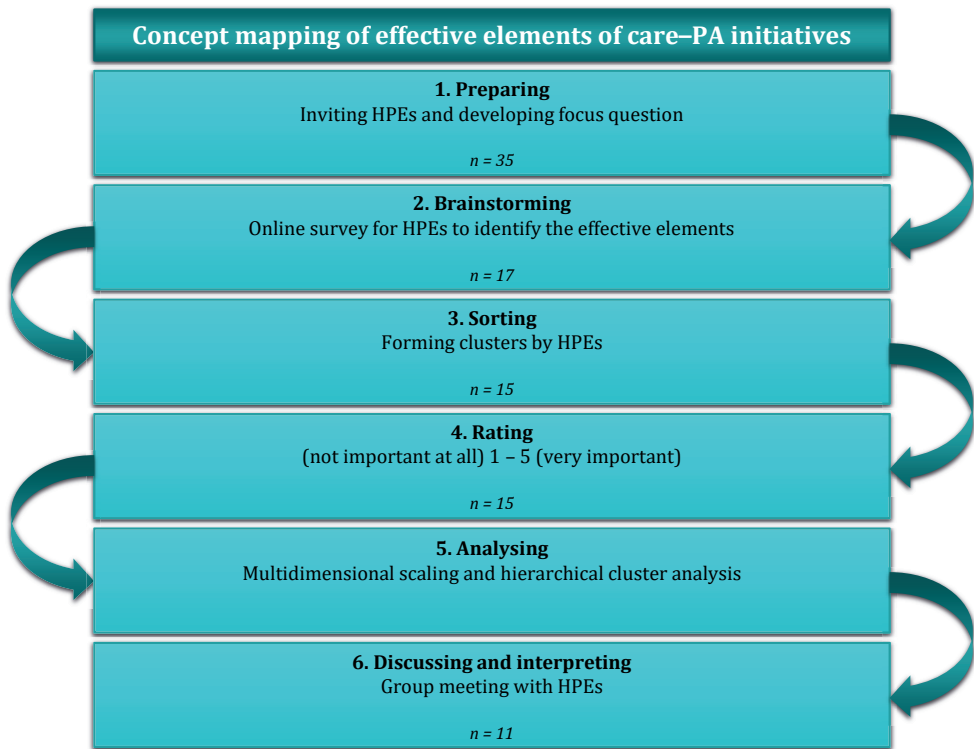 Concept mapping of effective elements of care–PA initiatives
1. Preparing
Inviting HPEs and developing focus question
n = 35
2. Brainstorming
Online survey for HPEs to identify the effective elements
n = 17
3. Sorting
Forming clusters by HPEs
n = 15
4. Rating
(not important at all) 1 – 5 (very important)
n = 15
5. Analysing
Multidimensional scaling and hierarchical cluster analysis
6. Discussing and interpreting
Group meeting with HPEs
n = 11